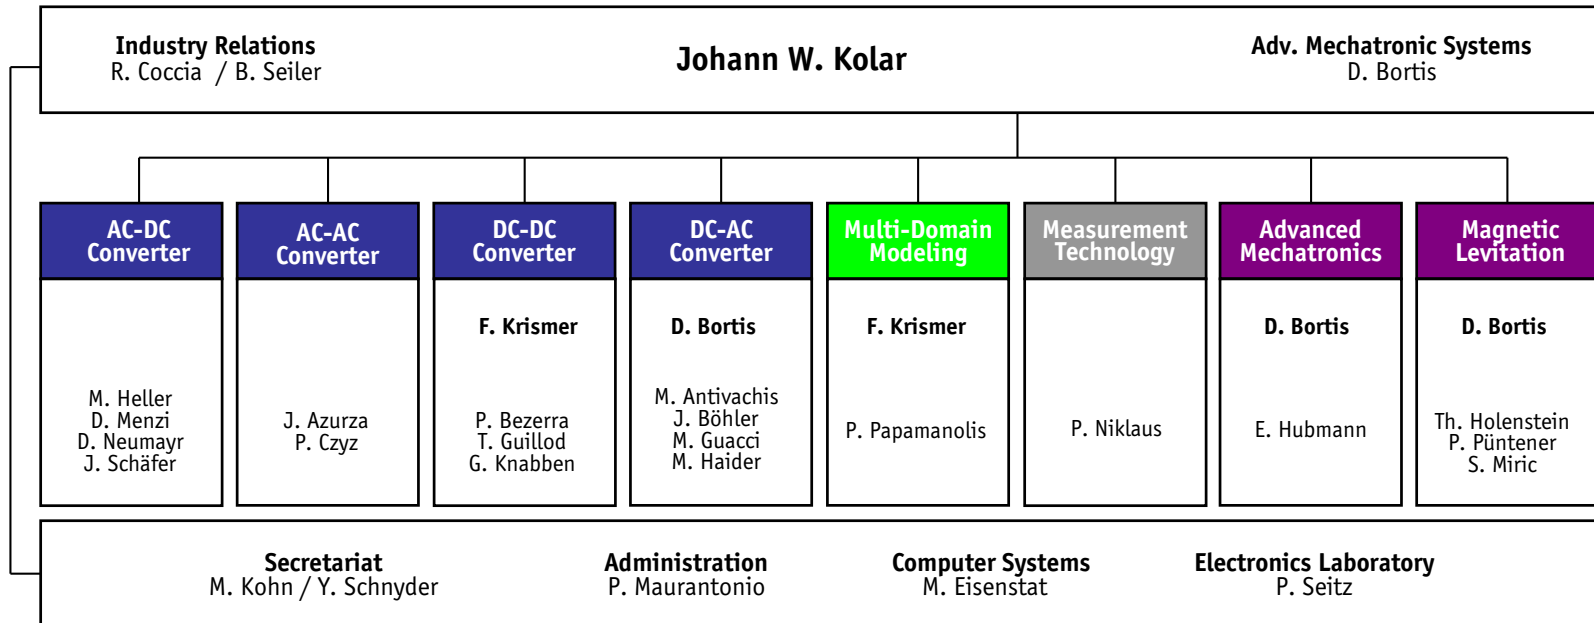 Industry Relations
R. Coccia / B. Seiler
Johann W. Kolar
Adv. Mechatronic Systems
D. Bortis
AC-DC
Converter
M. Heller
D. Menzi
D. Neumayr
J. Schäfer
AC-AC
Converter
J. Azurza
P. Czyz
DC-DC
Converter
F. Krismer
P. Bezerra
T. Guillod
G. Knabben
DC-AC
Converter
D. Bortis
M. Antivachis
J. Böhler
M. Guacci
M. Haider
Multi-Domain
Modeling
F. Krismer
P. Papamanolis
Measurement
Technology
P. Niklaus
Advanced
Mechatronics
D. Bortis
E. Hubmann
Magnetic
Levitation
D. Bortis
Th. Holenstein
P. Püntener
S. Miric
Secretariat
M. Kohn / Y. Schnyder
Administration
P. Maurantonio
Computer Systems
M. Eisenstat
Electronics Laboratory
P. Seitz